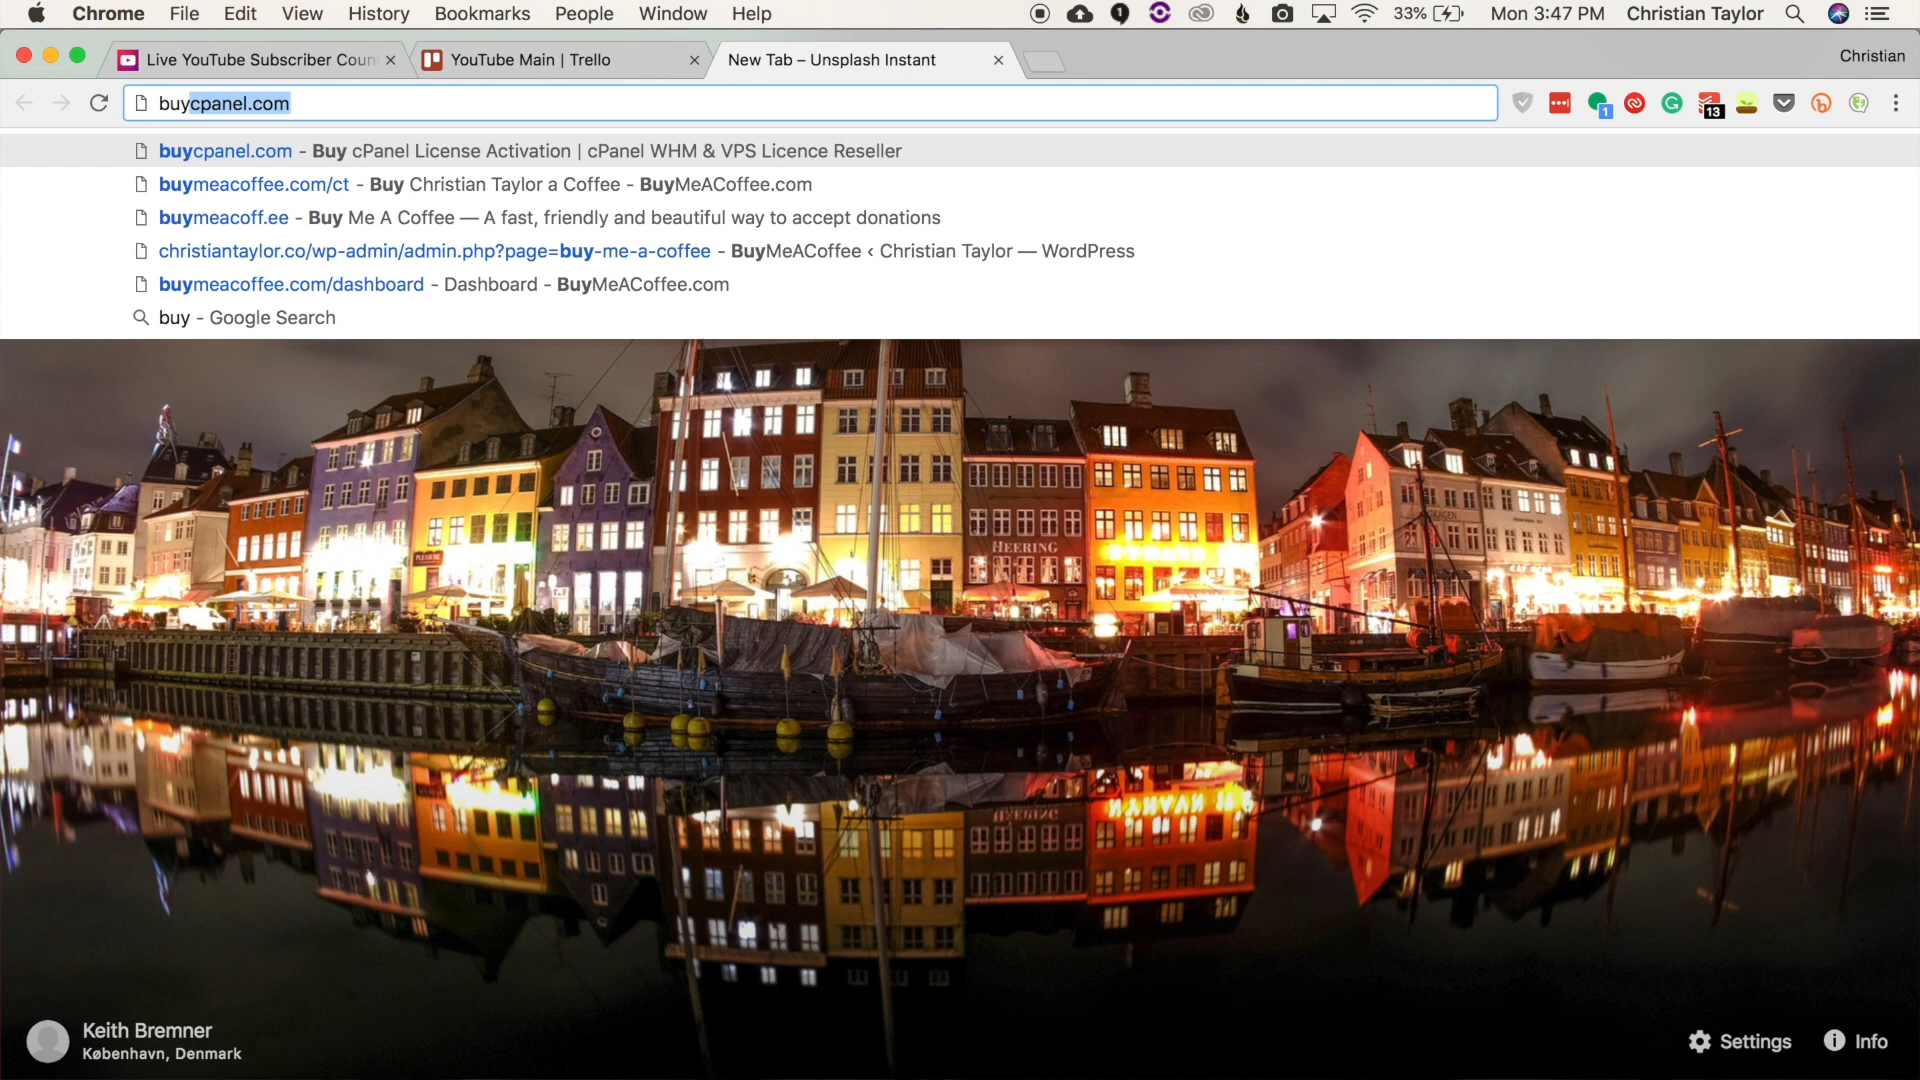 Chrome File Edit View History Bookmarks People Window Help 33% Mon 3:47 PM Christian Taylor
Live YouTube Subscriber Coun YouTube Main | Trello New Tab – Unsplash Instant Christian
buycpanel.com
1 13
buycpanel.com - Buy cPanel License Activation | cPanel WHM & VPS Licence Reseller
buymeacoffee.com/ct - Buy Christian Taylor a Coffee - BuyMeACoffee.com
buymeacoff.ee - Buy Me A Coffee — A fast, friendly and beautiful way to accept donations
christiantaylor.co/wp-admin/admin.php?page=buy-me-a-coffee - BuyMeACoffee ‹ Christian Taylor — WordPress
buymeacoffee.com/dashboard - Dashboard - BuyMeACoffee.com
buy - Google Search
HEERING
Keith Bremner
København, Denmark
Settings Info